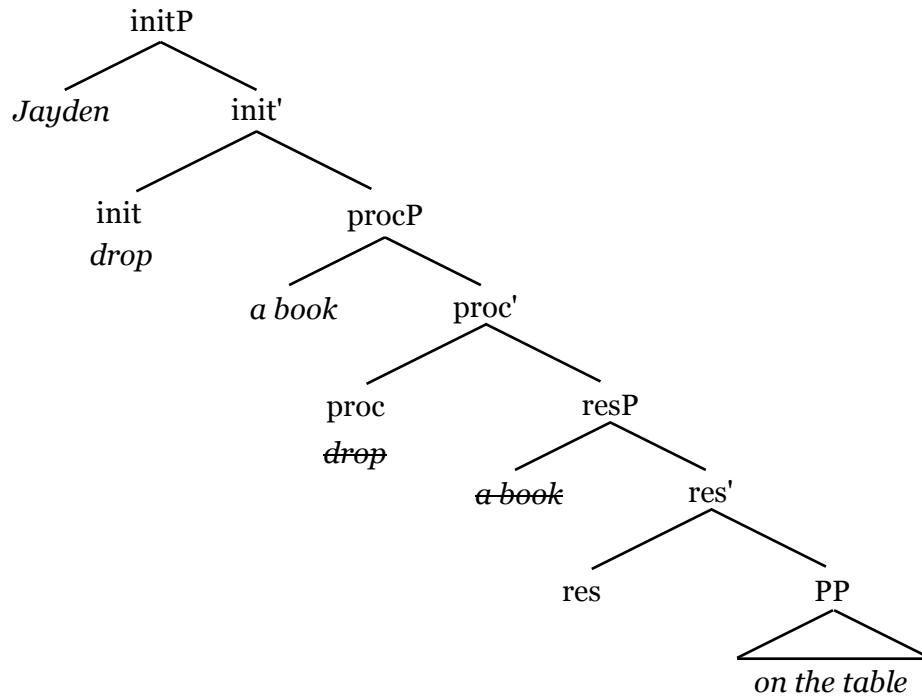 initP
Jayden
init'
init
procP
drop
a book
proc'
proc
resP
drop
a book
res'
res
PP
on the table